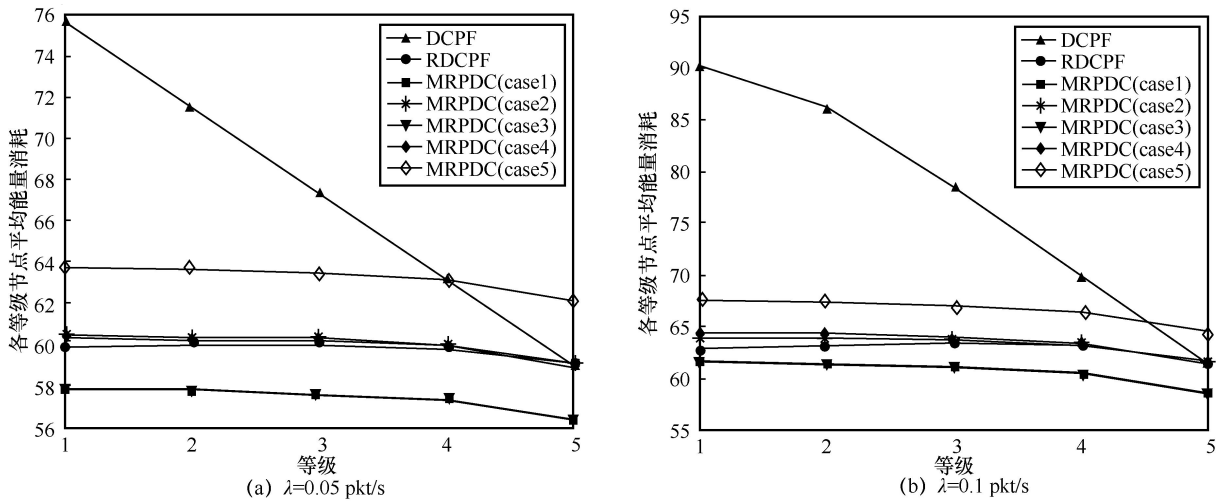 各等级节点平均能量消耗
76
74
72
70
68
66
64
62
60
58
56
DCPF
RDCPF
MRPDC(case1)
MRPDC(case2)
MRPDC(case3)
MRPDC(case4)
MRPDC(case5)
1 2 3 4 5
等级
(a) λ=0.05 pkt/s
各等级节点平均能量消耗
95
90
85
80
75
70
65
60
55
DCPF
RDCPF
MRPDC(case1)
MRPDC(case2)
MRPDC(case3)
MRPDC(case4)
MRPDC(case5)
1 2 3 4 5
等级
(b) λ=0.1 pkt/s